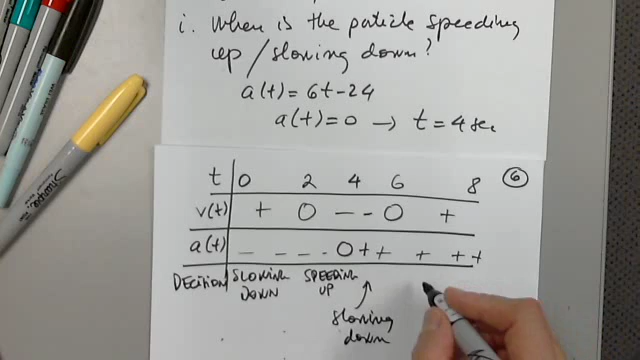 i. When is the particle speeding
up/slowing down?
a(t)=6t-24
a(t)=0 → t=4 sec
t 0 2 4 6 8 ⑥
v(t) + 0 - - 0 +
a(t) - - - - 0 + + + + +
DECISION SLOWING DOWN SPEEDING UP
slowing
down
Sharpie